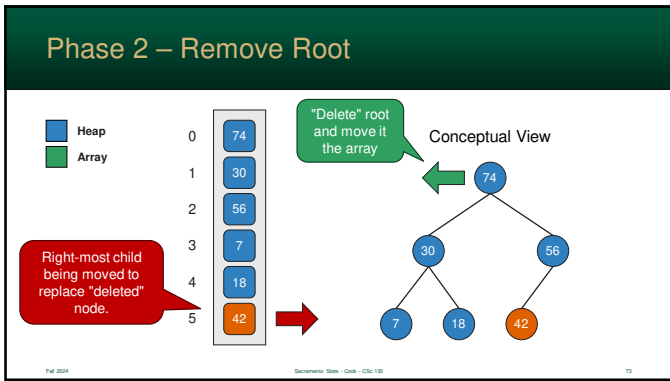 Phase 2 – Remove Root
Heap
Array
0
74
1
30
2
56
3
7
4
18
5
42
Right-most child
being moved to
replace "deleted"
node.
"Delete" root
and move it
the array
Conceptual View
74
30
56
7
18
42
Fall 2024
Sacramento State - Cook - CSc 130
73